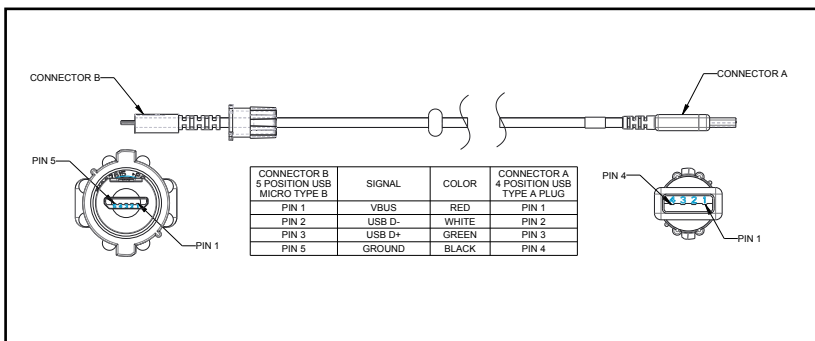 CONNECTOR B
CONNECTOR A
PIN 5
PIN 1
CONNECTOR B
5 POSITION USB
MICRO TYPE B
SIGNAL
COLOR
CONNECTOR A
4 POSITION USB
TYPE A PLUG
PIN 1 VBUS RED PIN 1
PIN 2 USB D- WHITE PIN 2
PIN 3 USB D+ GREEN PIN 3
PIN 5 GROUND BLACK PIN 4
PIN 4
4 3 2 1
PIN 1